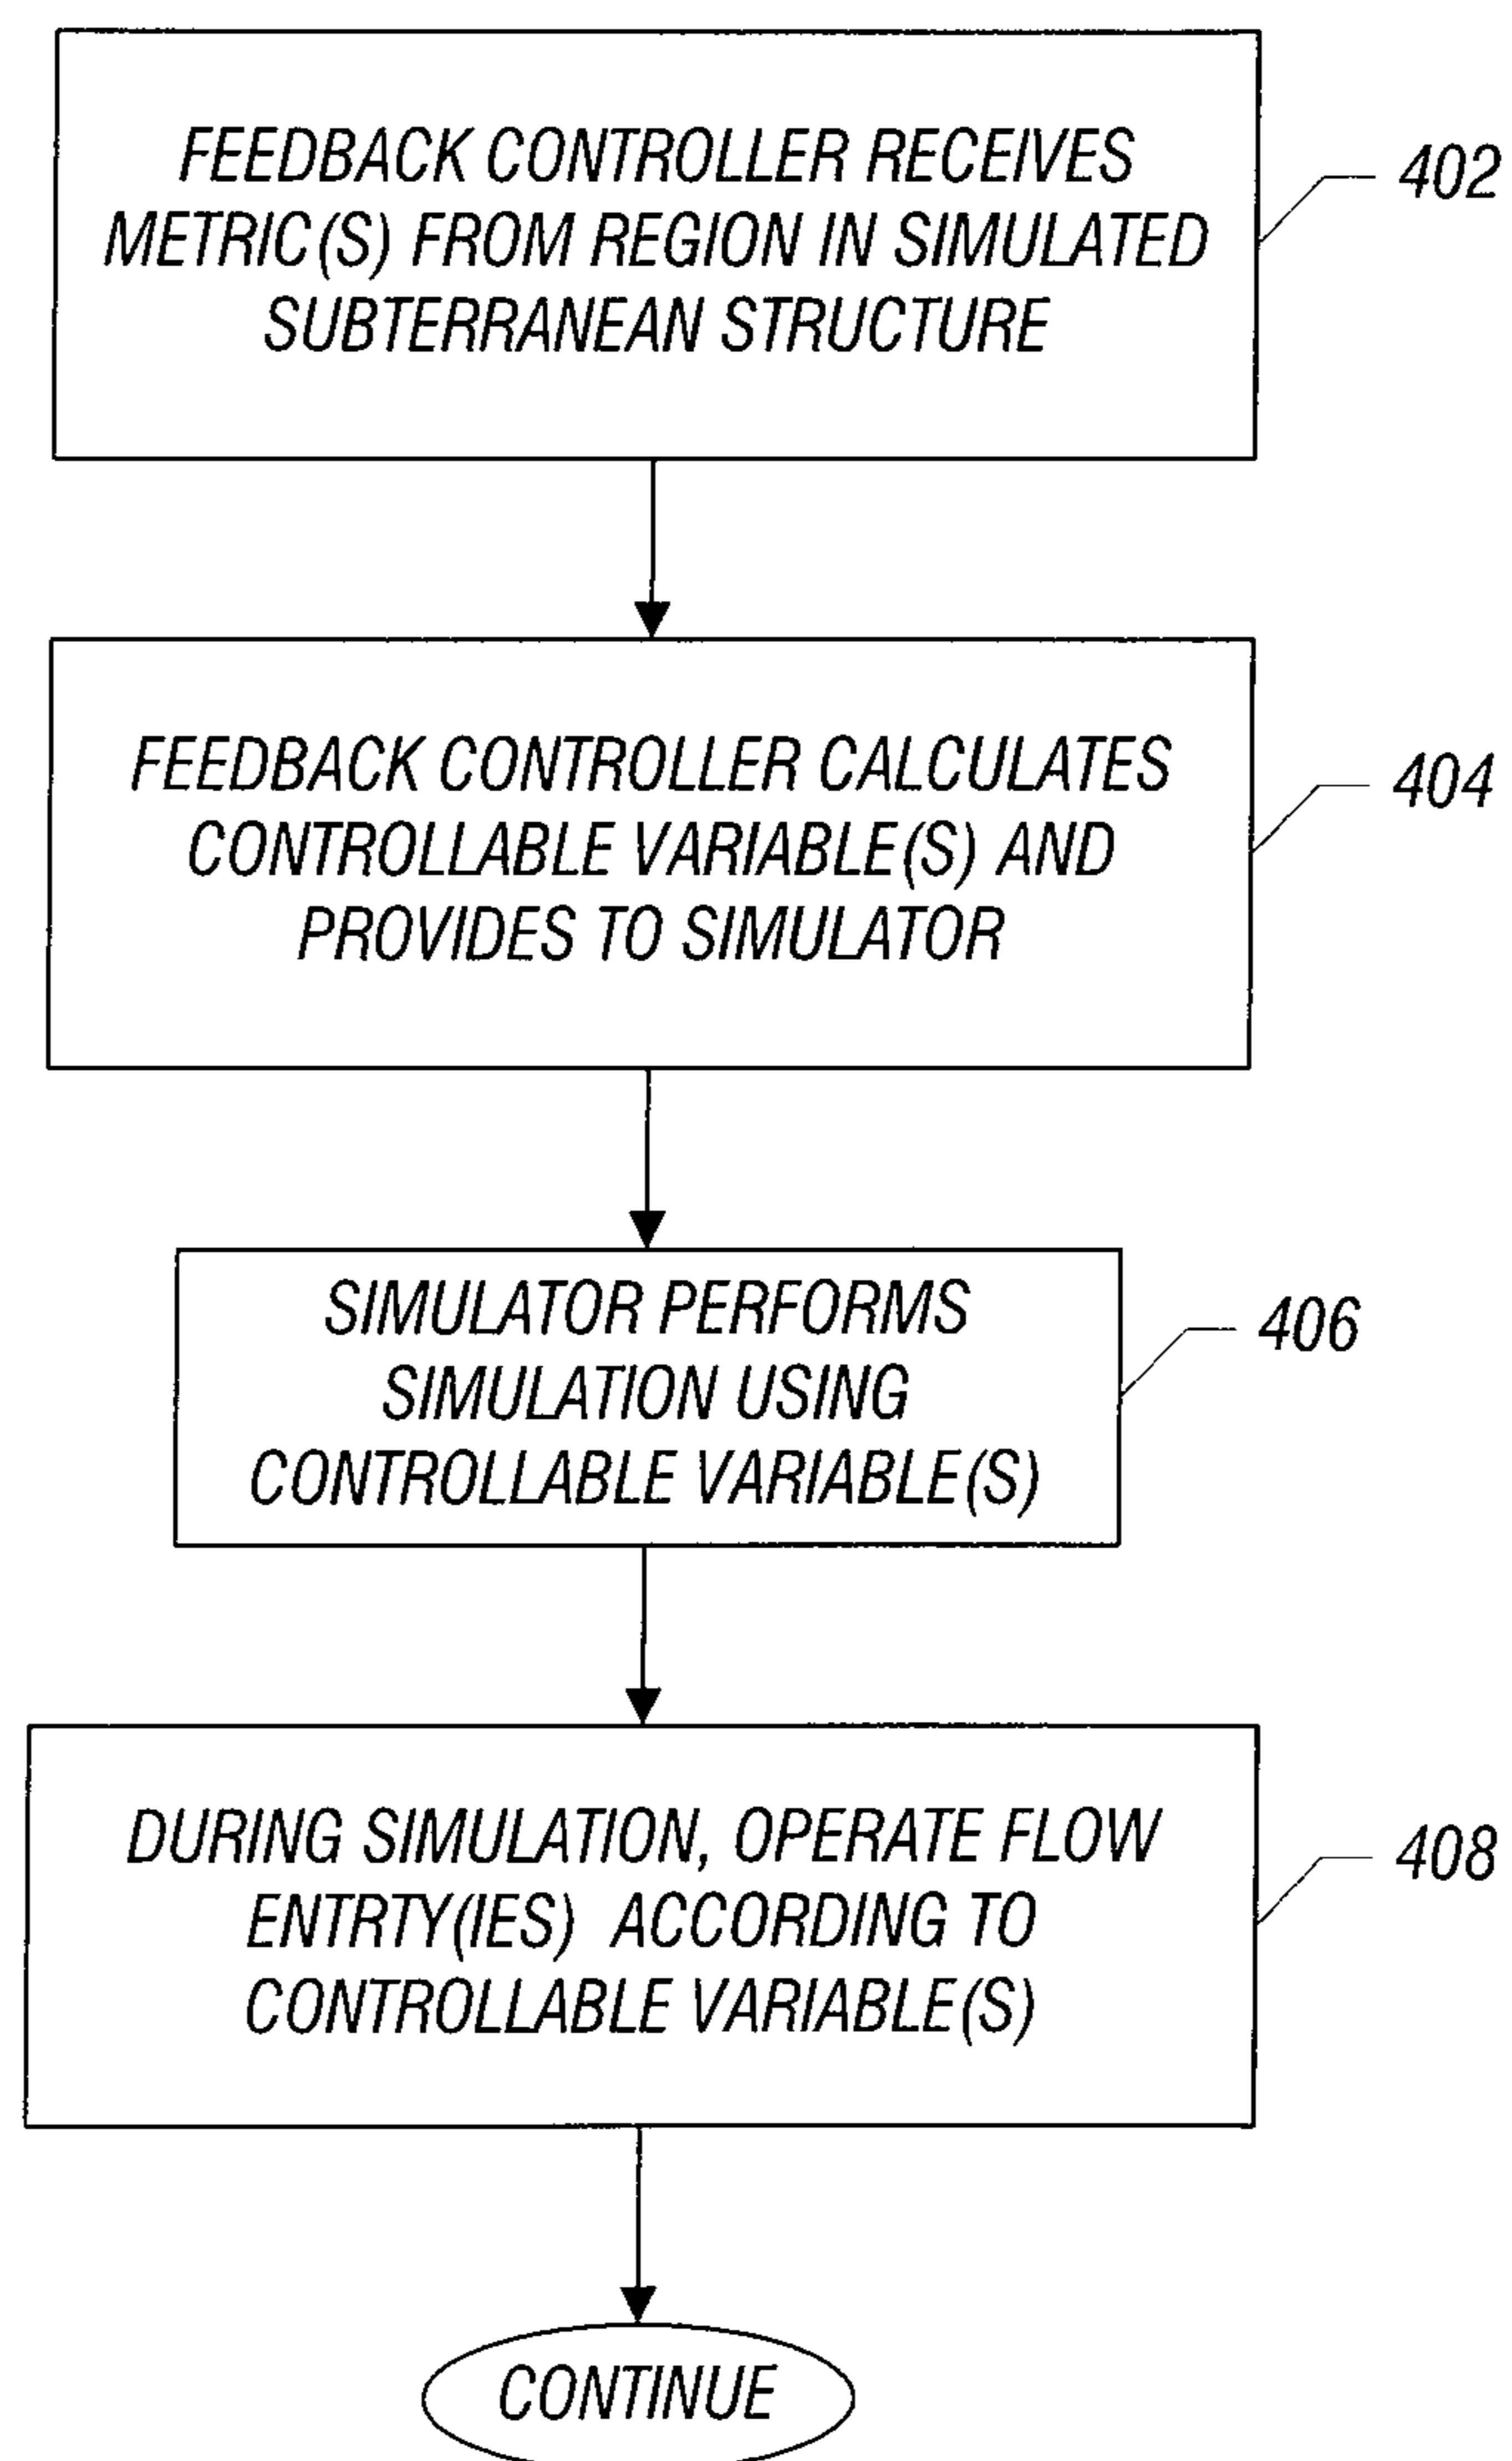 FEEDBACK CONTROLLER RECEIVES
METRIC(S) FROM REGION IN SIMULATED
SUBTERRANEAN STRUCTURE
402
FEEDBACK CONTROLLER CALCULATES
CONTROLLABLE VARIABLE(S) AND
PROVIDES TO SIMULATOR
404
SIMULATOR PERFORMS
SIMULATION USING
CONTROLLABLE VARIABLE(S)
406
DURING SIMULATION, OPERATE FLOW
ENTRTY(IES) ACCORDING TO
CONTROLLABLE VARIABLE(S)
408
CONTINUE